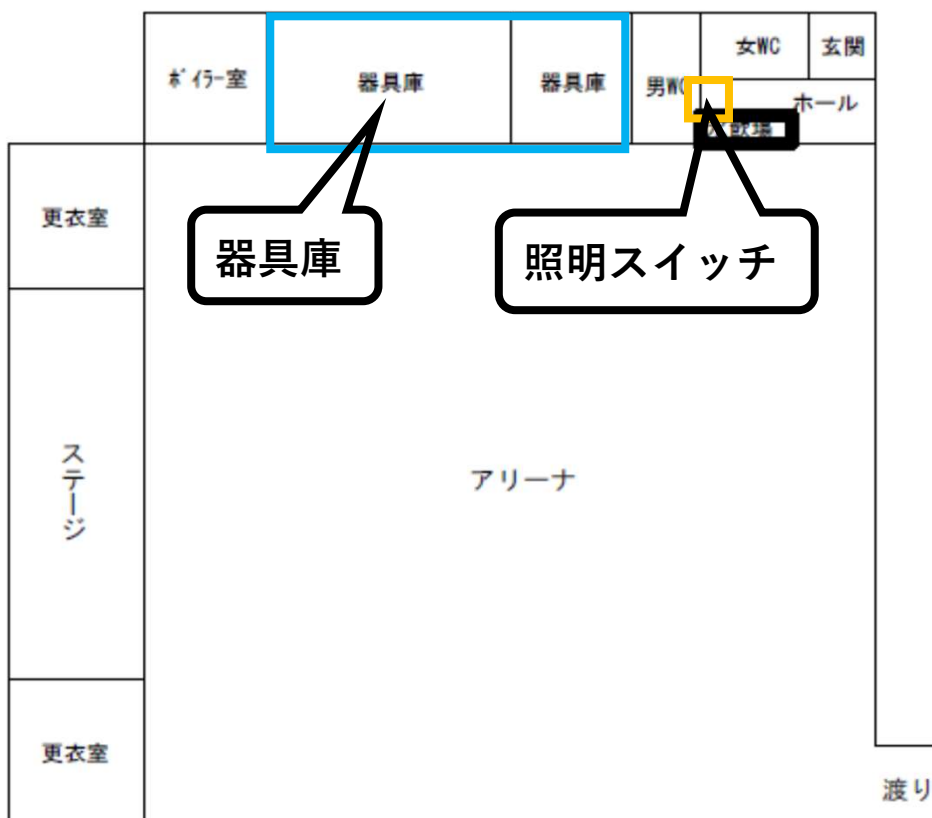 女WC
玄関
ボイラー室
器具庫
器具庫
男WC
ホール
更衣室
器具庫
照明スイッチ
ステージ
アリーナ
更衣室
渡り